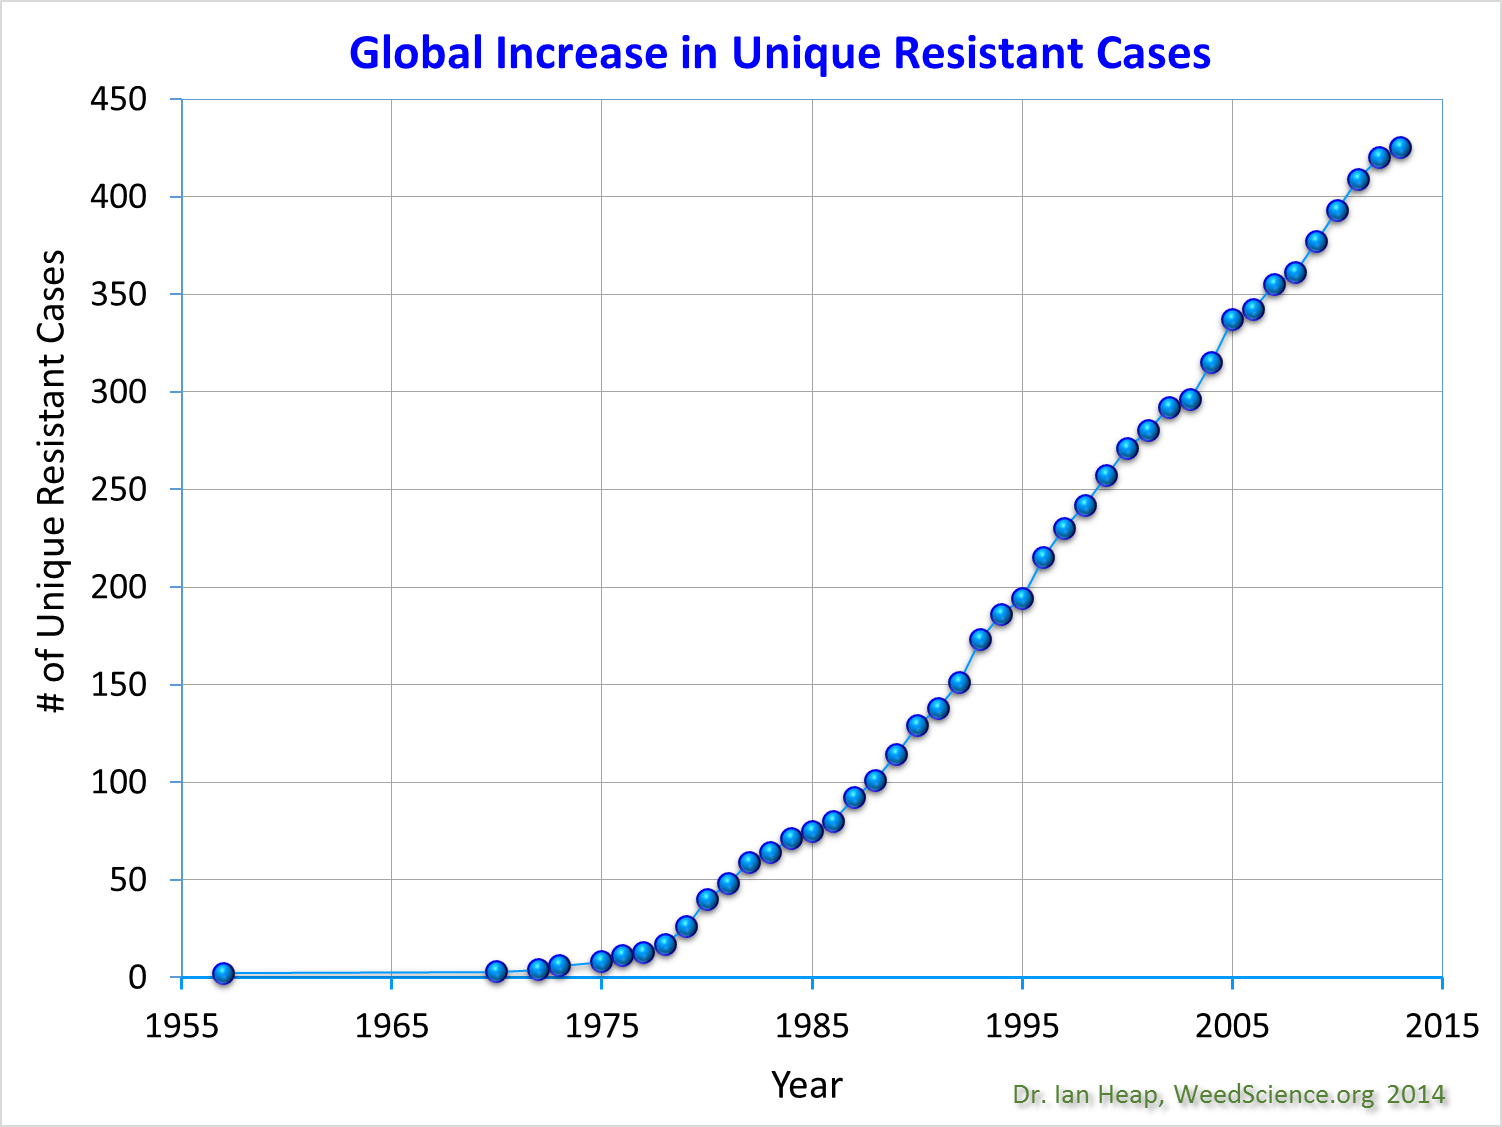 Global Increase in Unique Resistant Cases
450
400
350
300
250
200
150
100
50
0
# of Unique Resistant Cases
1955 1965 1975 1985 1995 2005 2015
Year
Dr. Ian Heap, WeedScience.org 2014